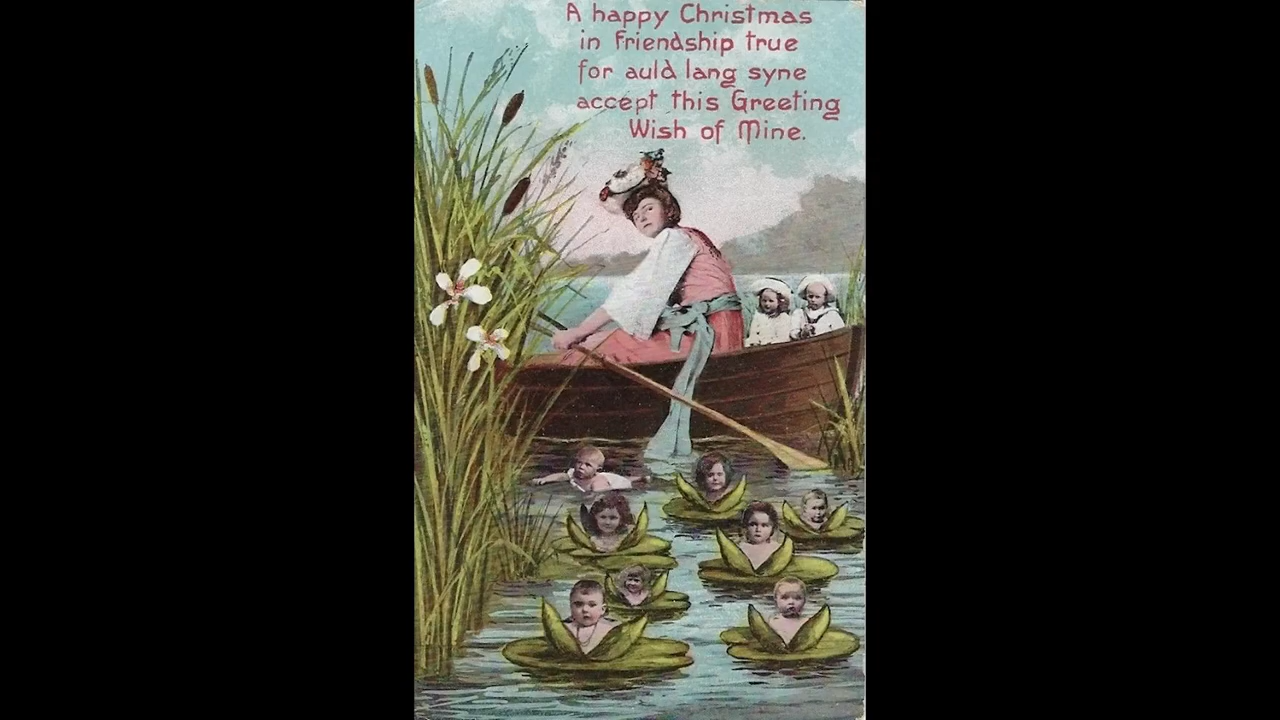 A happy Christmas
in friendship true
for auld lang syne
accept this Greeting
Wish of Mine.